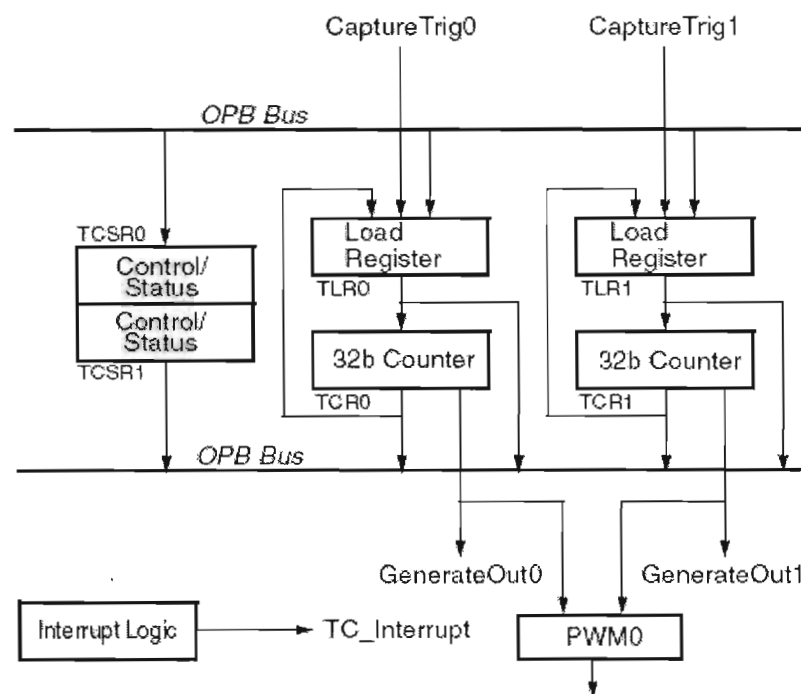 CaptureTrig0
CaptureTrig1
OPB Bus
TCSR0
Control/
Status
Control/
Status
TCSR1
Load
Register
TLR0
32b Counter
TCR0
Load
Register
TLR1
32b Counter
TCR1
OPB Bus
GenerateOut0
GenerateOut1
Interrupt Logic
TC_Interrupt
PWM0